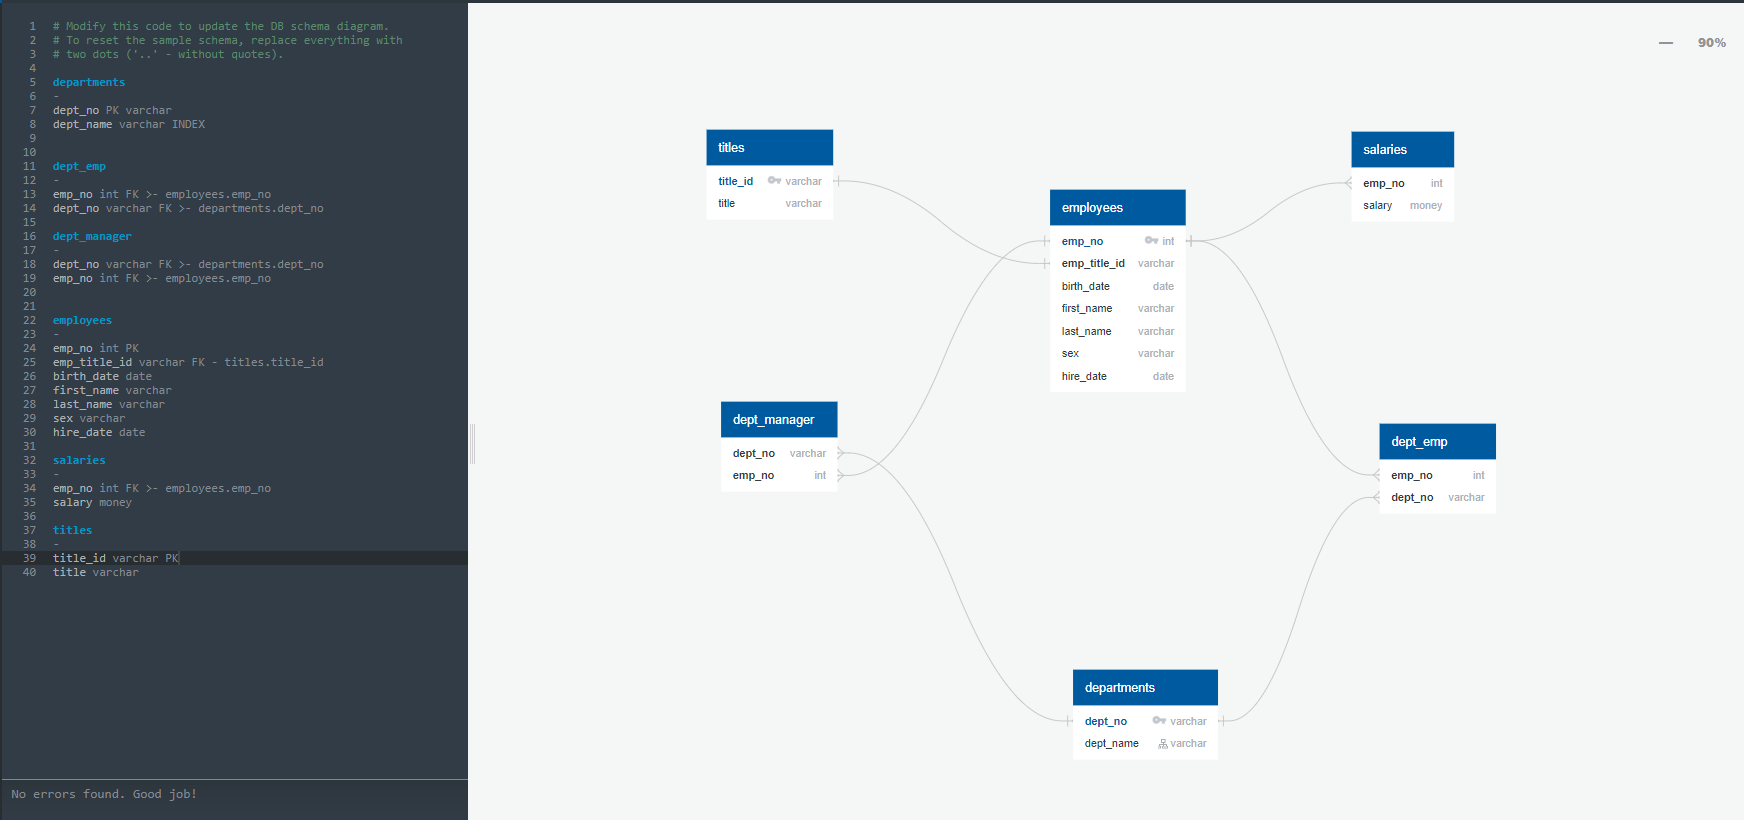 1 # Modify this code to update the DB schema diagram.
2 # To reset the sample schema, replace everything with
3 # two dots ('..' - without quotes).
4
5 departments
6 -
7 dept_no PK varchar
8 dept_name varchar INDEX
9
10
11 dept_emp
12 -
13 emp_no int FK >- employees.emp_no
14 dept_no varchar FK >- departments.dept_no
15
16 dept_manager
17 -
18 dept_no varchar FK >- departments.dept_no
19 emp_no int FK >- employees.emp_no
20
21
22 employees
23 -
24 emp_no int PK
25 emp_title_id varchar FK - titles.title_id
26 birth_date date
27 first_name varchar
28 last_name varchar
29 sex varchar
30 hire_date date
31
32 salaries
33 -
34 emp_no int FK >- employees.emp_no
35 salary money
36
37 titles
38 -
39 title_id varchar PK
40 title varchar
No errors found. Good job!
90%
titles
title_id varchar
title varchar
salaries
emp_no int
salary money
employees
emp_no int
emp_title_id varchar
birth_date date
first_name varchar
last_name varchar
sex varchar
hire_date date
dept_manager
dept_no varchar
emp_no int
dept_emp
emp_no int
dept_no varchar
departments
dept_no varchar
dept_name varchar